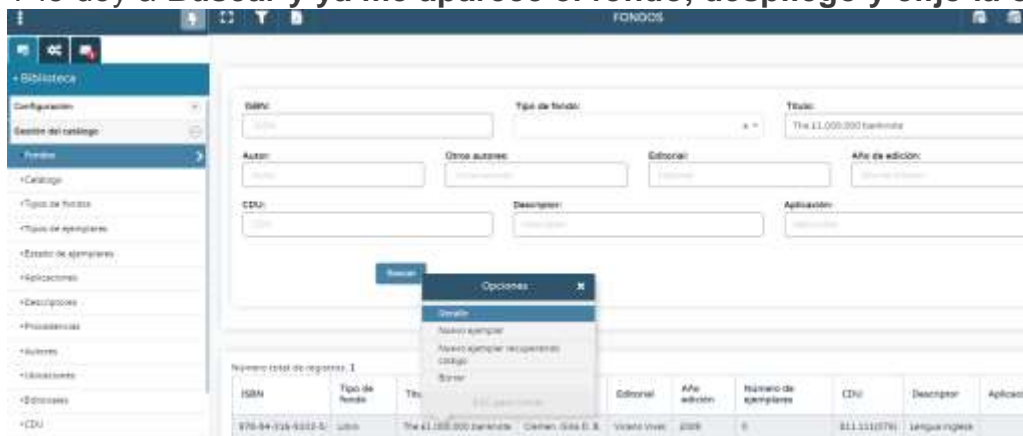 FONDOS
Biblioteca
Configuración
Gestión del catálogo
Fondos
Catálogo
Tipos de fondos
Tipos de ejemplares
Estado de ejemplares
Aplicaciones
Descriptores
Procedencias
Autores
Ubicaciones
Editoriales
CDU
ISBN:
Tipo de fondo:
Título:
The £1.000.000 banknote
Autor:
Otros autores:
Editorial:
Año de edición:
CDU:
Descriptor:
Aplicación:
Buscar
Opciones
Detalle
Nuevo ejemplar
Nuevo ejemplar recuperando código
Borrar
Número total de registros: 1
ISBN Tipo de fondo Editorial Año edición Número de ejemplares CDU Descriptor
Libro The £1.000.000 banknote Vicens Vives 2009 0 Lengua inglesa